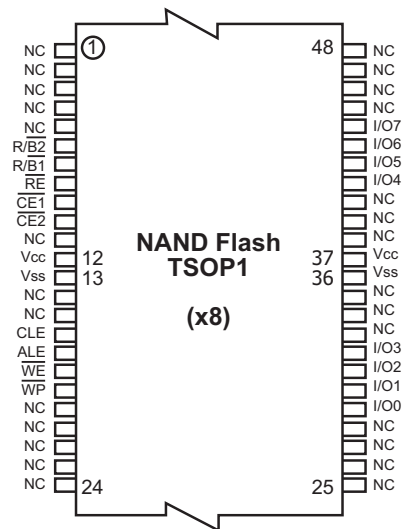 NC 1 48 NC
NC NC
NC NC
NC NC
NC I/O7
R/B2 I/O6
R/B1 I/O5
RE I/O4
CE1 NC
CE2 NC
NC NC
NAND Flash
Vcc 12 37 Vcc
TSOP1
Vss 13 36 Vss
NC NC
NC NC
(x8)
CLE NC
ALE I/O3
WE I/O2
WP I/O1
NC I/O0
NC NC
NC NC
NC NC
NC 24 25 NC